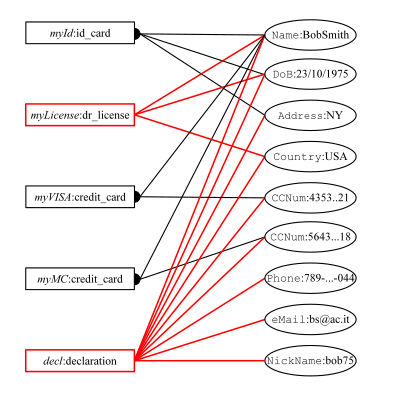 myId:id_card
Name:BobSmith
DoB:23/10/1975
myLicense:dr_license
Address:NY
Country:USA
myVISA:credit_card
CCNum:4353..21
CCNum:5643...18
myMC:credit_card
Phone:789-...-044
eMail:bs@ac.it
decl:declaration
NickName:bob75